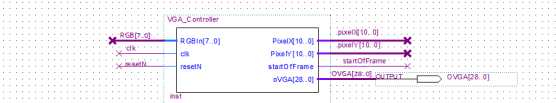 VGA_Controller
RGB[7..0] RGBIn[7..0] PixelX[10..0] pixelX[10..0]
clk clk PixelY[10..0] pixelY[10..0]
resetN resetN startOfFrame startOfFrame
oVGA[28..0] OVGA[28..0] OUTPUT OVGA[28..0]
inst